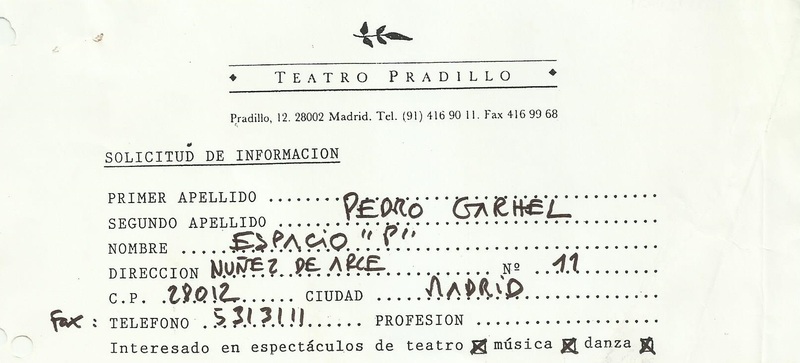 TEATRO PRADILLO
Pradillo, 12. 28002 Madrid. Tel. (91) 416 90 11. Fax 416 99 68
SOLICITUD DE INFORMACION
PRIMER APELLIDO ..........................................
SEGUNDO APELLIDO ........ PEDRO GARHEL ........
NOMBRE ..... ESPACIO "P" ..............................
DIRECCION NUÑEZ DE ARCE ............ Nº .. 11 ........
C.P. .28012....... CIUDAD ..... MADRID ..............
Fax: TELEFONO .5313111....... PROFESION ....................
Interesado en espectáculos de teatro ☒ música ☒ danza ☒